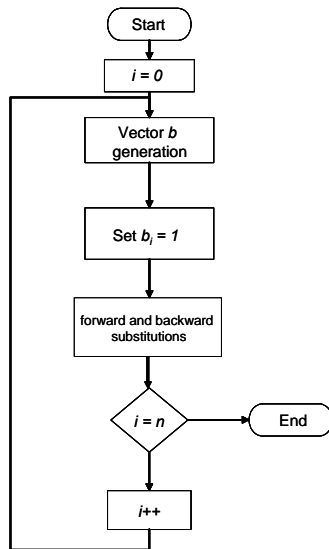 Start
i = 0
Vector b
generation
Set bᵢ = 1
forward and backward
substitutions
i = n
End
i++